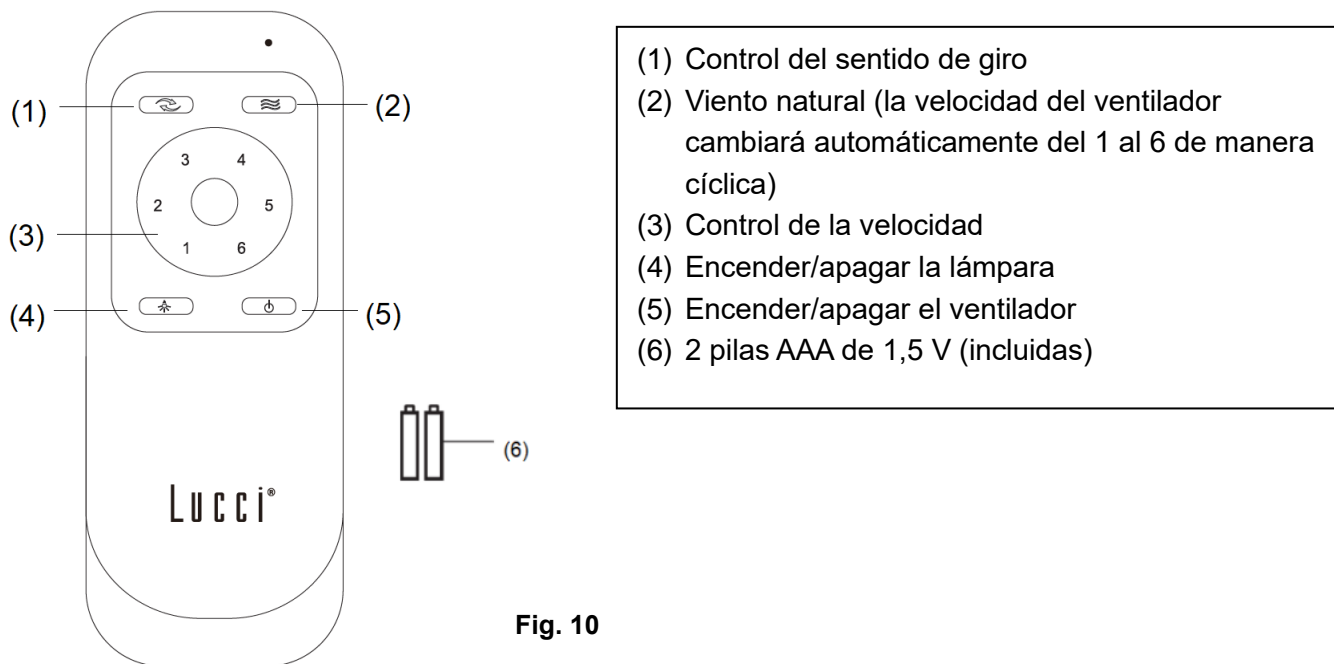 (1)
(2)
3 4
2 5
(3)
1 6
(4)
(5)
(6)
Lucci®
Fig. 10
(1) Control del sentido de giro
(2) Viento natural (la velocidad del ventilador
cambiará automáticamente del 1 al 6 de manera
cíclica)
(3) Control de la velocidad
(4) Encender/apagar la lámpara
(5) Encender/apagar el ventilador
(6) 2 pilas AAA de 1,5 V (incluidas)